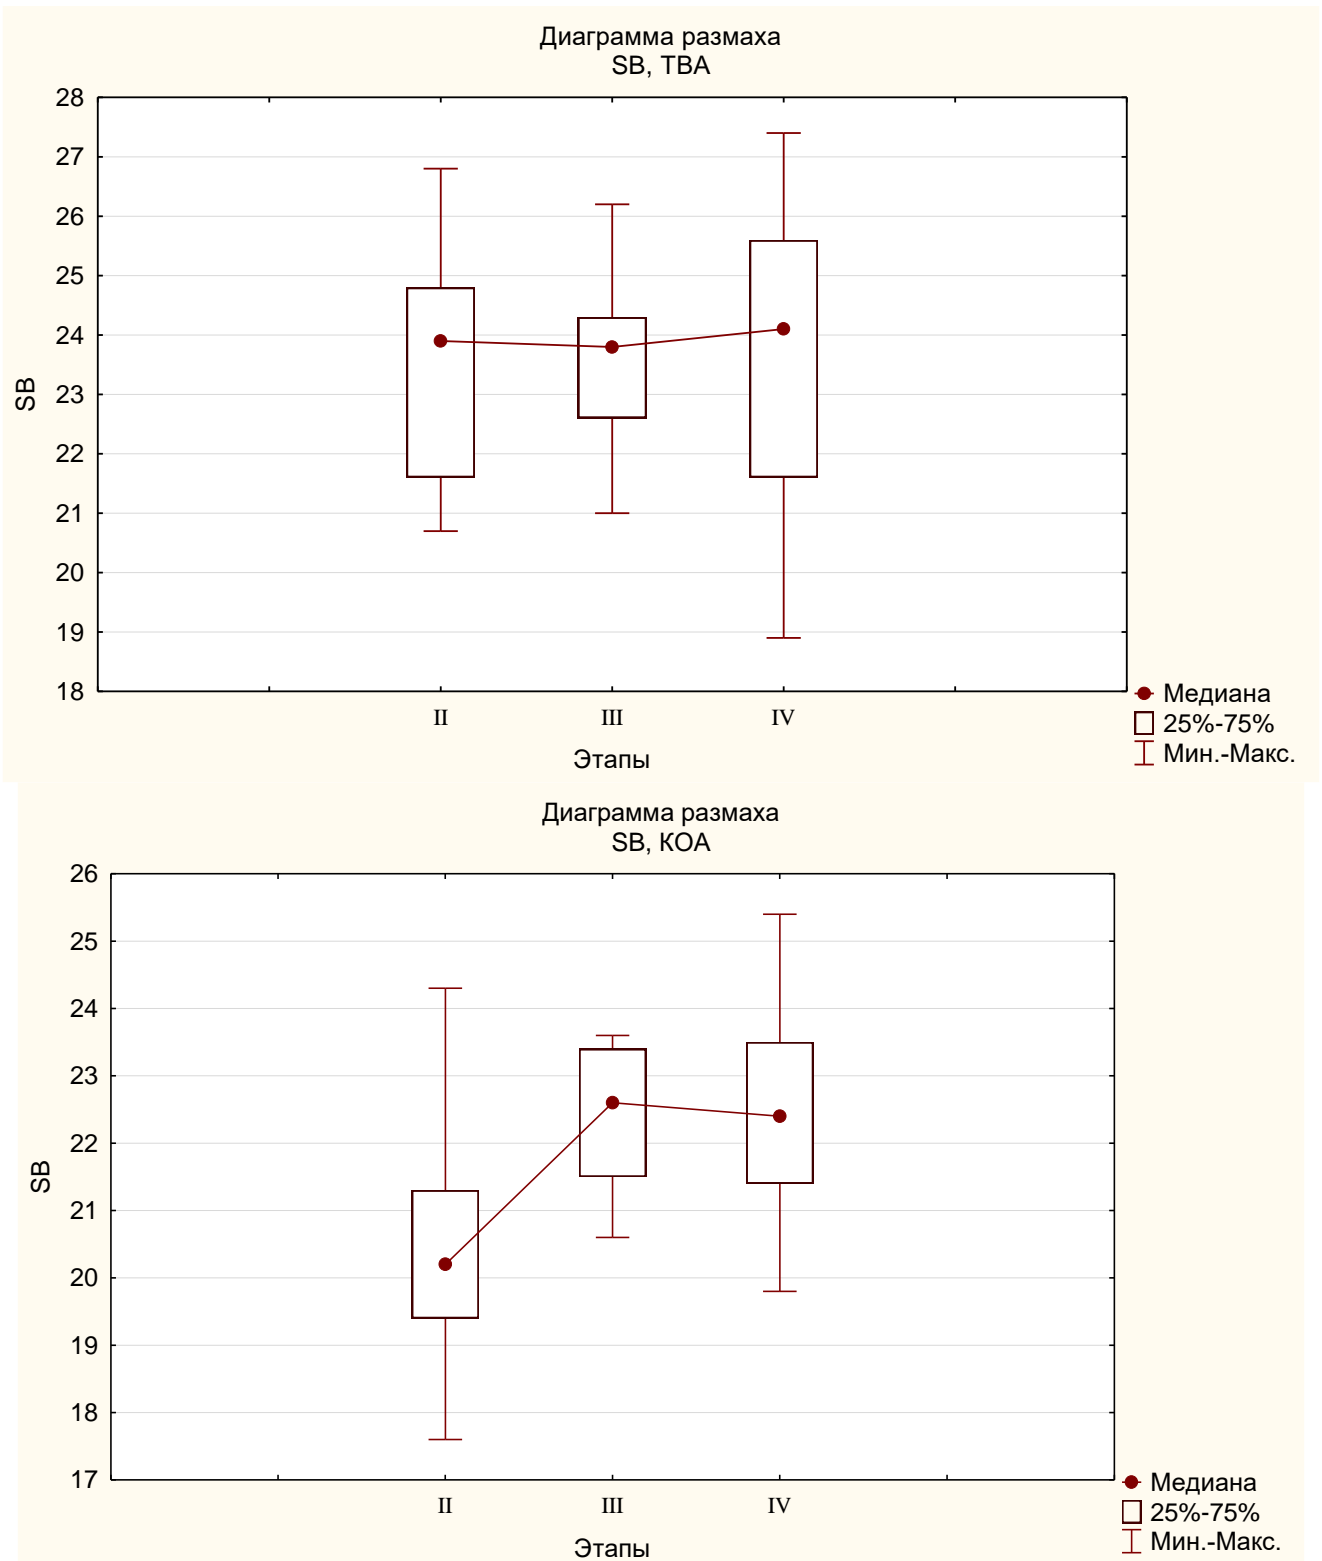 Диаграмма размаха
SB, ТВА
28
27
26
25
24
23
22
21
20
19
18
SB
II III IV
Этапы
Медиана
25%-75%
Мин.-Макс.
Диаграмма размаха
SB, КОА
26
25
24
23
22
21
20
19
18
17
SB
II III IV
Этапы
Медиана
25%-75%
Мин.-Макс.